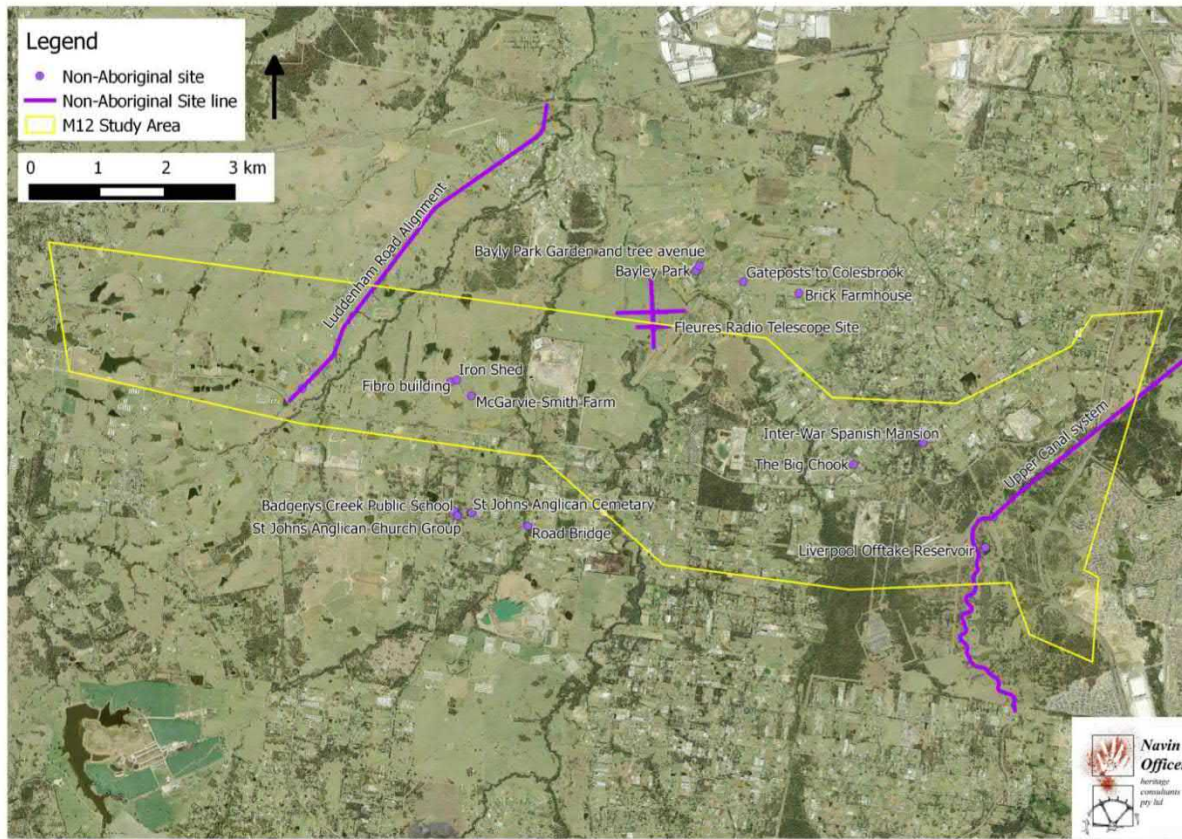 Legend
Non-Aboriginal site
Non-Aboriginal Site line
M12 Study Area
0 1 2 3 km
Luddenham Road Alignment
Bayly Park Garden and tree avenue
Bayley Park
Gateposts to Colesbrook
Brick Farmhouse
Fleures Radio Telescope Site
Iron Shed
Fibro building
McGarvie-Smith Farm
Inter-War Spanish Mansion
The Big Chook
Upper Canal system
Badgerys Creek Public School
St Johns Anglican Cemetery
St Johns Anglican Church Group
Road Bridge
Liverpool Offtake Reservoir
Navin
Officer
heritage
consultants
pty ltd